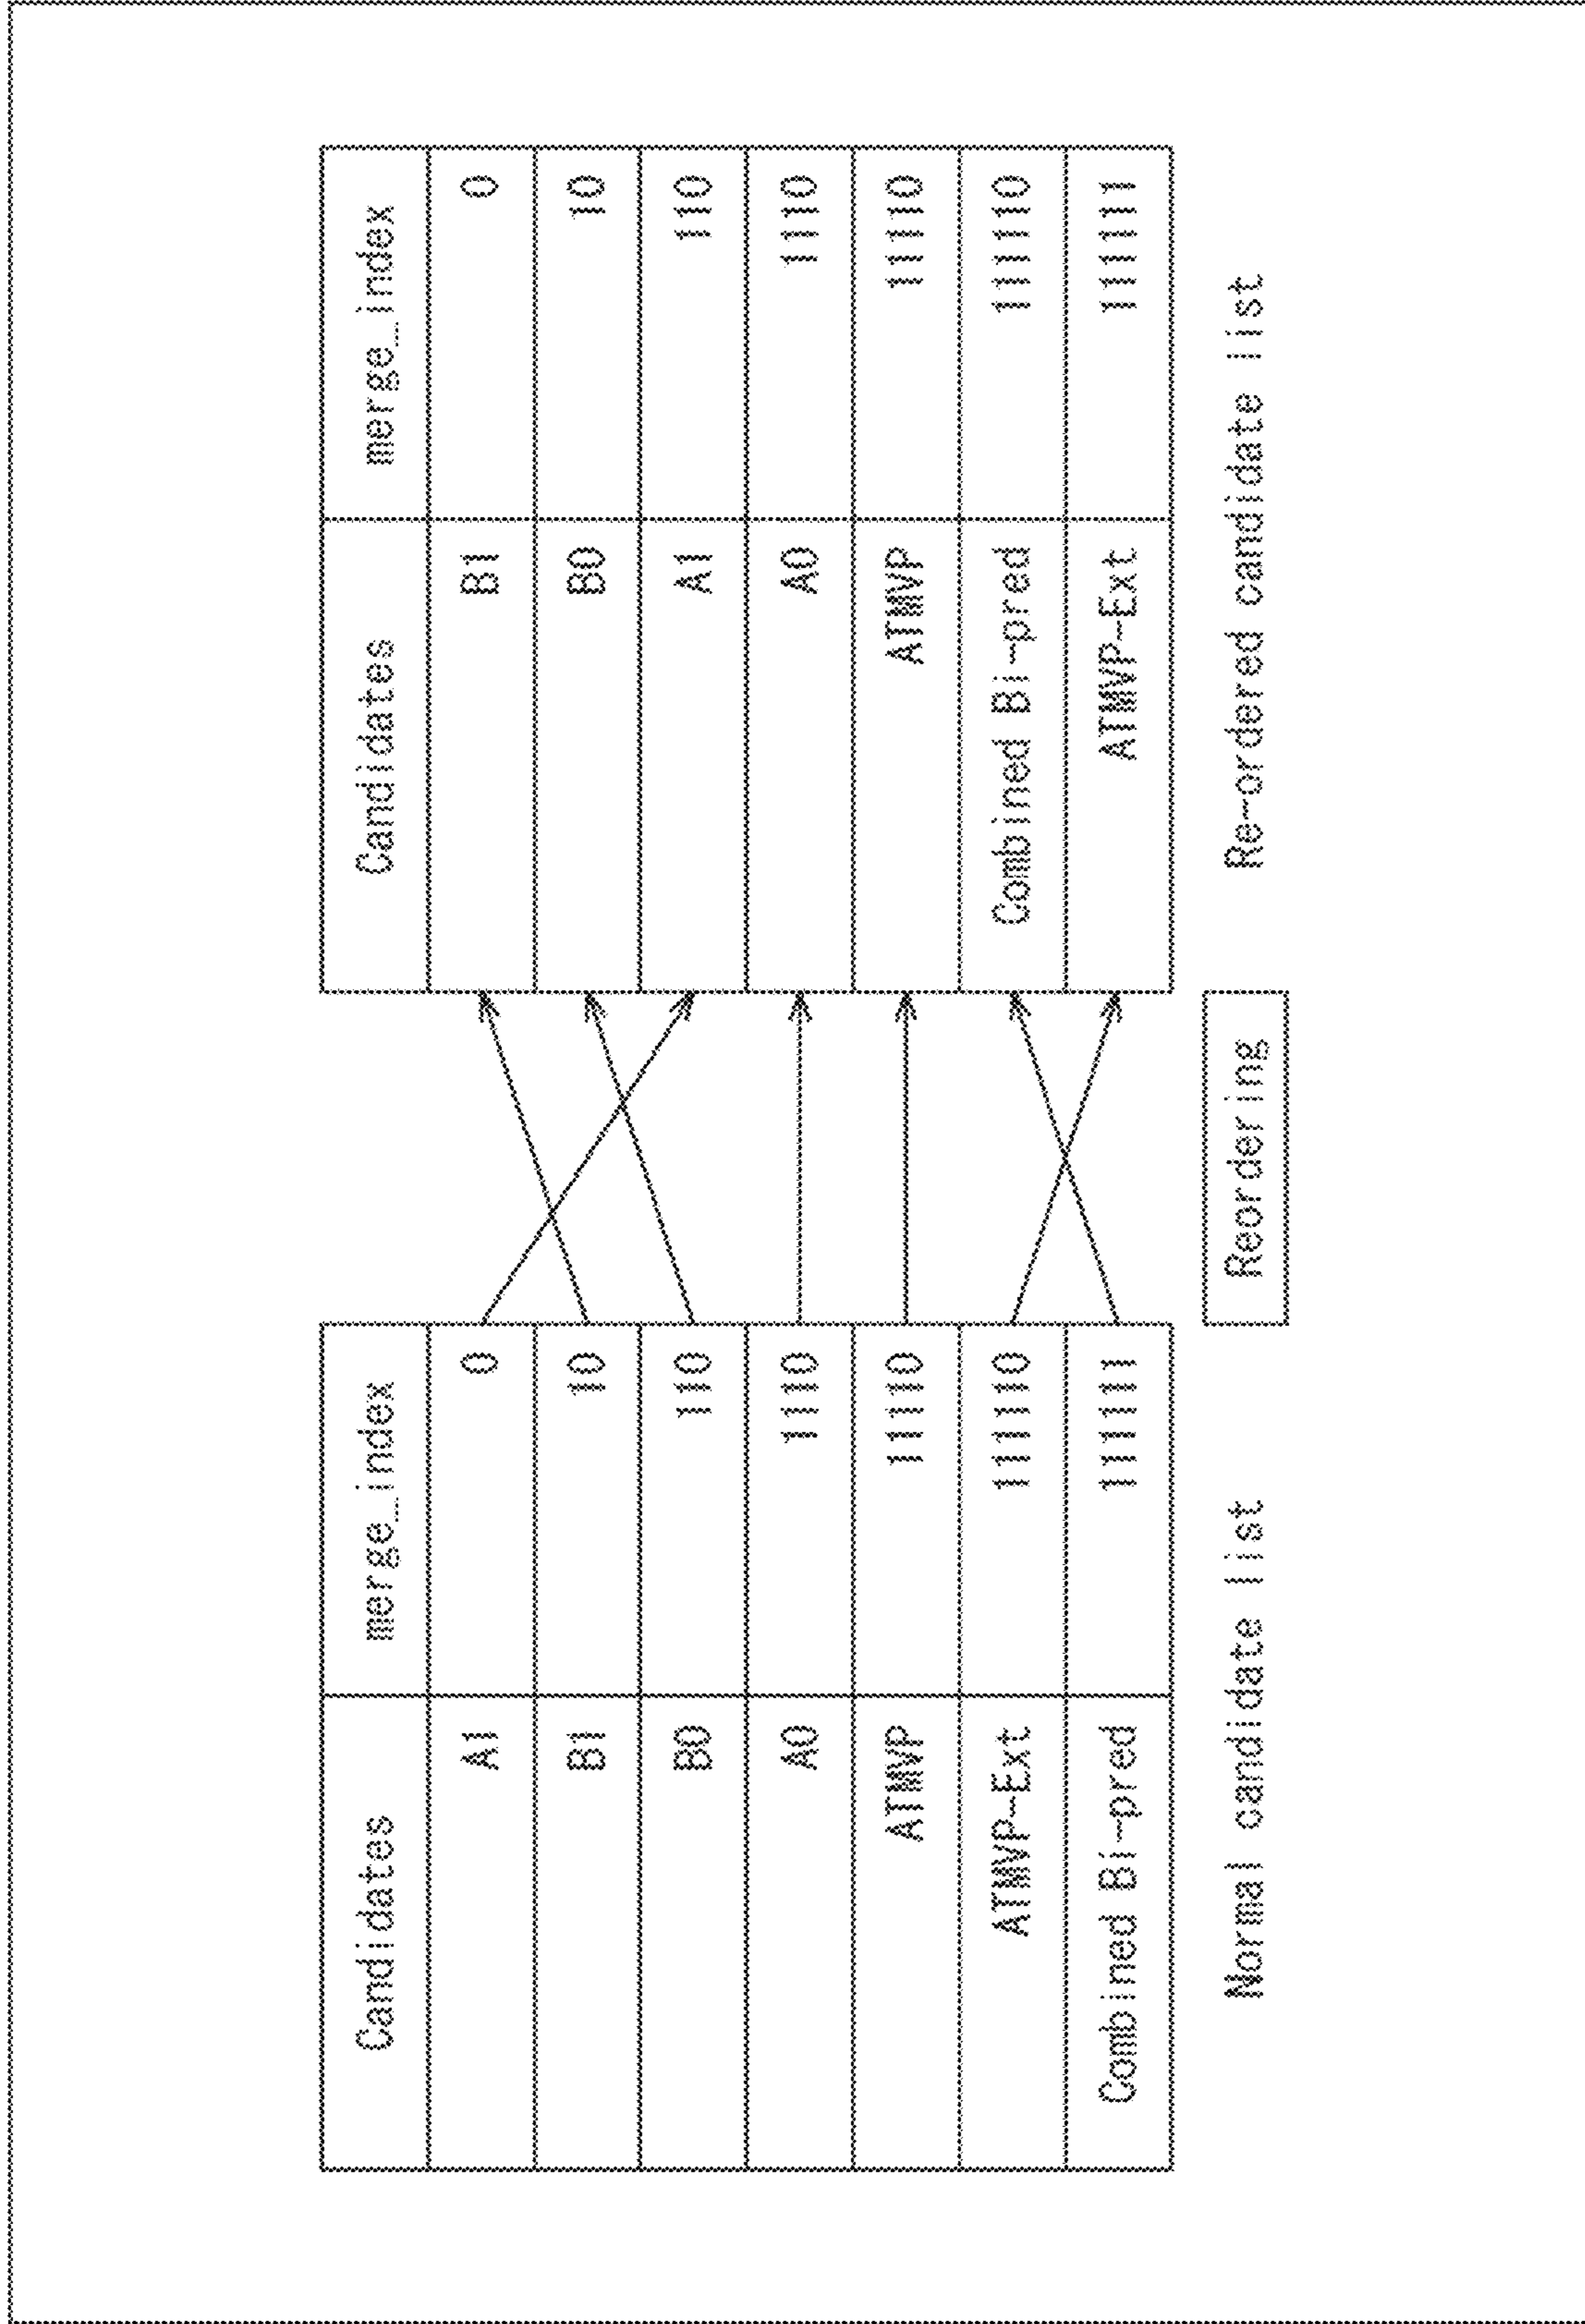 Candidates merge_index
A1 0
B1 10
B0 110
A0 1110
ATMVP 11110
ATMVP-Ext 111110
Combined Bi-pred 111111
Normal candidate list
Reordering
Candidates merge_index
B1 0
B0 10
A1 110
A0 1110
ATMVP 11110
Combined Bi-pred 111110
ATMVP-Ext 111111
Re-ordered candidate list